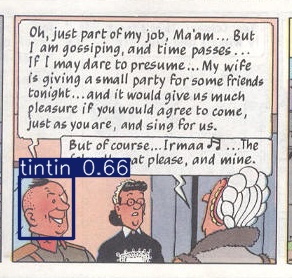 Oh, just part of my job, Ma'am... But
I am gossiping, and time passes...
If I may dare to presume... My wife
is giving a small party for some friends
tonight...and it would give us much
pleasure if you would agree to come,
just as you are, and sing for us.
But of course... Irmaa ♫ ... The
at please, and mine.
tintin 0.66